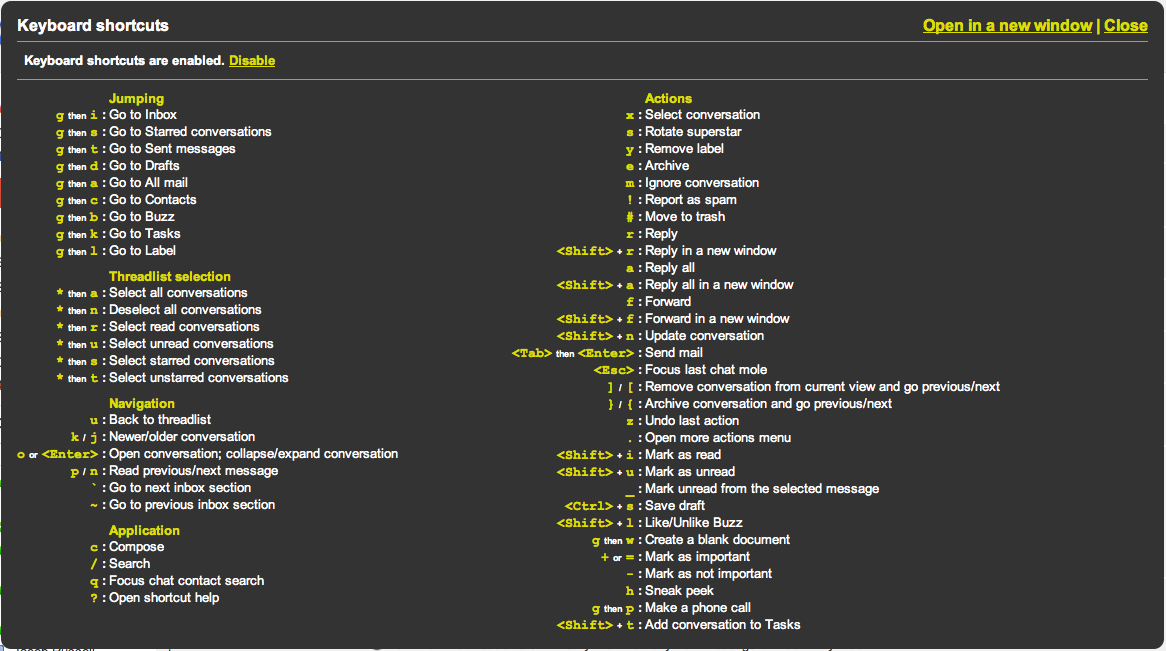 Keyboard shortcuts
Open in a new window | Close
Keyboard shortcuts are enabled. Disable
Jumping
g then i : Go to Inbox
g then s : Go to Starred conversations
g then t : Go to Sent messages
g then d : Go to Drafts
g then a : Go to All mail
g then c : Go to Contacts
g then b : Go to Buzz
g then k : Go to Tasks
g then l : Go to Label
Threadlist selection
* then a : Select all conversations
* then n : Deselect all conversations
* then r : Select read conversations
* then u : Select unread conversations
* then s : Select starred conversations
* then t : Select unstarred conversations
Navigation
u : Back to threadlist
k / j : Newer/older conversation
o or <Enter> : Open conversation; collapse/expand conversation
p / n : Read previous/next message
` : Go to next inbox section
~ : Go to previous inbox section
Application
c : Compose
/ : Search
q : Focus chat contact search
? : Open shortcut help
Actions
x : Select conversation
s : Rotate superstar
y : Remove label
e : Archive
m : Ignore conversation
! : Report as spam
# : Move to trash
r : Reply
<Shift> + r : Reply in a new window
a : Reply all
<Shift> + a : Reply all in a new window
f : Forward
<Shift> + f : Forward in a new window
<Shift> + n : Update conversation
<Tab> then <Enter> : Send mail
<Esc> : Focus last chat mole
] / [ : Remove conversation from current view and go previous/next
} / { : Archive conversation and go previous/next
z : Undo last action
. : Open more actions menu
<Shift> + i : Mark as read
<Shift> + u : Mark as unread
_ : Mark unread from the selected message
<Ctrl> + s : Save draft
<Shift> + l : Like/Unlike Buzz
g then w : Create a blank document
+ or = : Mark as important
- : Mark as not important
h : Sneak peek
g then p : Make a phone call
<Shift> + t : Add conversation to Tasks